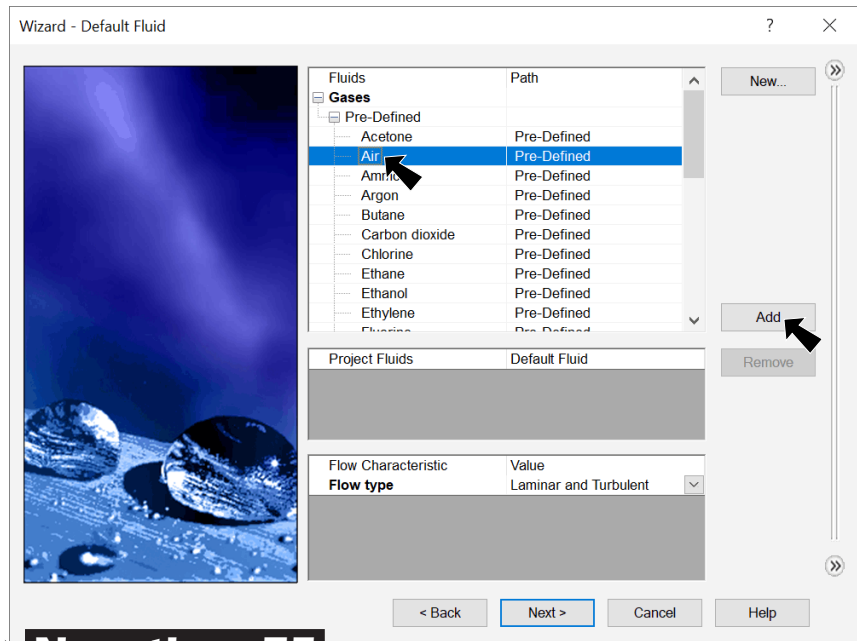 Wizard - Default Fluid ? ×
Fluids Path
Gases
Pre-Defined
Acetone Pre-Defined
Air Pre-Defined
Pre-Defined
Argon Pre-Defined
Butane Pre-Defined
Carbon dioxide Pre-Defined
Chlorine Pre-Defined
Ethane Pre-Defined
Ethanol Pre-Defined
Ethylene Pre-Defined
New...
Add
Remove
Project Fluids Default Fluid
Flow Characteristic Value
Flow type Laminar and Turbulent
< Back Next > Cancel Help